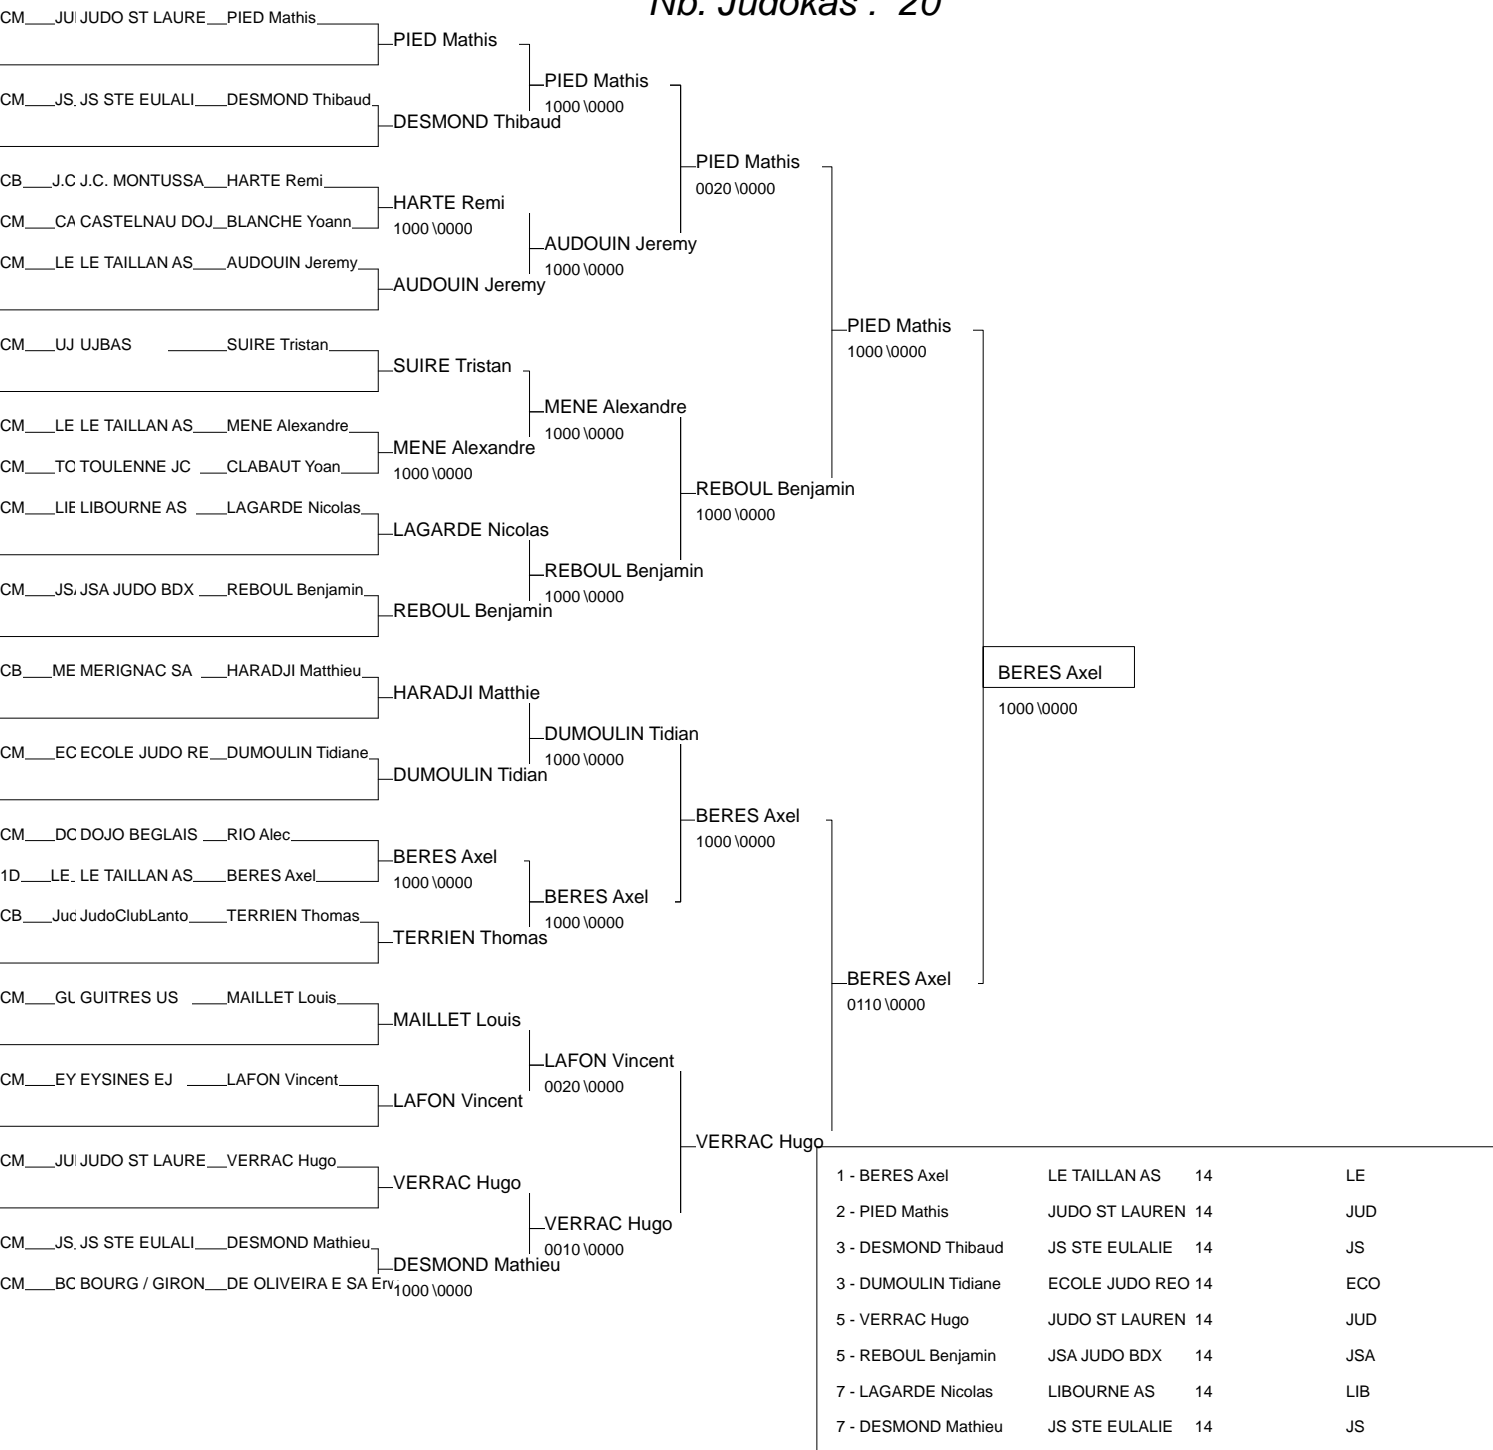 Nb. Judokas : 20
CM JU JUDO ST LAURE PIED Mathis
PIED Mathis
PIED Mathis
1000 \0000
CM JS JS STE EULALI DESMOND Thibaud
DESMOND Thibaud
PIED Mathis
0020 \0000
CB J.C J.C. MONTUSSA HARTE Remi
HARTE Remi
1000 \0000
CM CA CASTELNAU DOJ BLANCHE Yoann
AUDOUIN Jeremy
1000 \0000
CM LE LE TAILLAN AS AUDOUIN Jeremy
AUDOUIN Jeremy
PIED Mathis
1000 \0000
CM UJ UJBAS SUIRE Tristan
SUIRE Tristan
MENE Alexandre
1000 \0000
CM LE LE TAILLAN AS MENE Alexandre
MENE Alexandre
1000 \0000
CM TO TOULENNE JC CLABAUT Yoan
REBOUL Benjamin
1000 \0000
CM LIE LIBOURNE AS LAGARDE Nicolas
LAGARDE Nicolas
REBOUL Benjamin
1000 \0000
CM JS JSA JUDO BDX REBOUL Benjamin
REBOUL Benjamin
BERES Axel
1000 \0000
CB ME MERIGNAC SA HARADJI Matthieu
HARADJI Matthie
DUMOULIN Tidian
1000 \0000
CM EC ECOLE JUDO RE DUMOULIN Tidiane
DUMOULIN Tidian
BERES Axel
1000 \0000
CM DO DOJO BEGLAIS RIO Alec
BERES Axel
1000 \0000
1D LE LE TAILLAN AS BERES Axel
BERES Axel
1000 \0000
CB Jud JudoClubLanto TERRIEN Thomas
TERRIEN Thomas
BERES Axel
0110 \0000
CM GU GUITRES US MAILLET Louis
MAILLET Louis
LAFON Vincent
0020 \0000
CM EY EYSINES EJ LAFON Vincent
LAFON Vincent
VERRAC Hugo
CM JU JUDO ST LAURE VERRAC Hugo
VERRAC Hugo
VERRAC Hugo
0010 \0000
CM JS JS STE EULALI DESMOND Mathieu
DESMOND Mathieu
1000 \0000
CM BO BOURG / GIRON DE OLIVEIRA E SA Erw
1 - BERES Axel LE TAILLAN AS 14 LE
2 - PIED Mathis JUDO ST LAUREN 14 JUD
3 - DESMOND Thibaud JS STE EULALIE 14 JS
3 - DUMOULIN Tidiane ECOLE JUDO REO 14 ECO
5 - VERRAC Hugo JUDO ST LAUREN 14 JUD
5 - REBOUL Benjamin JSA JUDO BDX 14 JSA
7 - LAGARDE Nicolas LIBOURNE AS 14 LIB
7 - DESMOND Mathieu JS STE EULALIE 14 JS